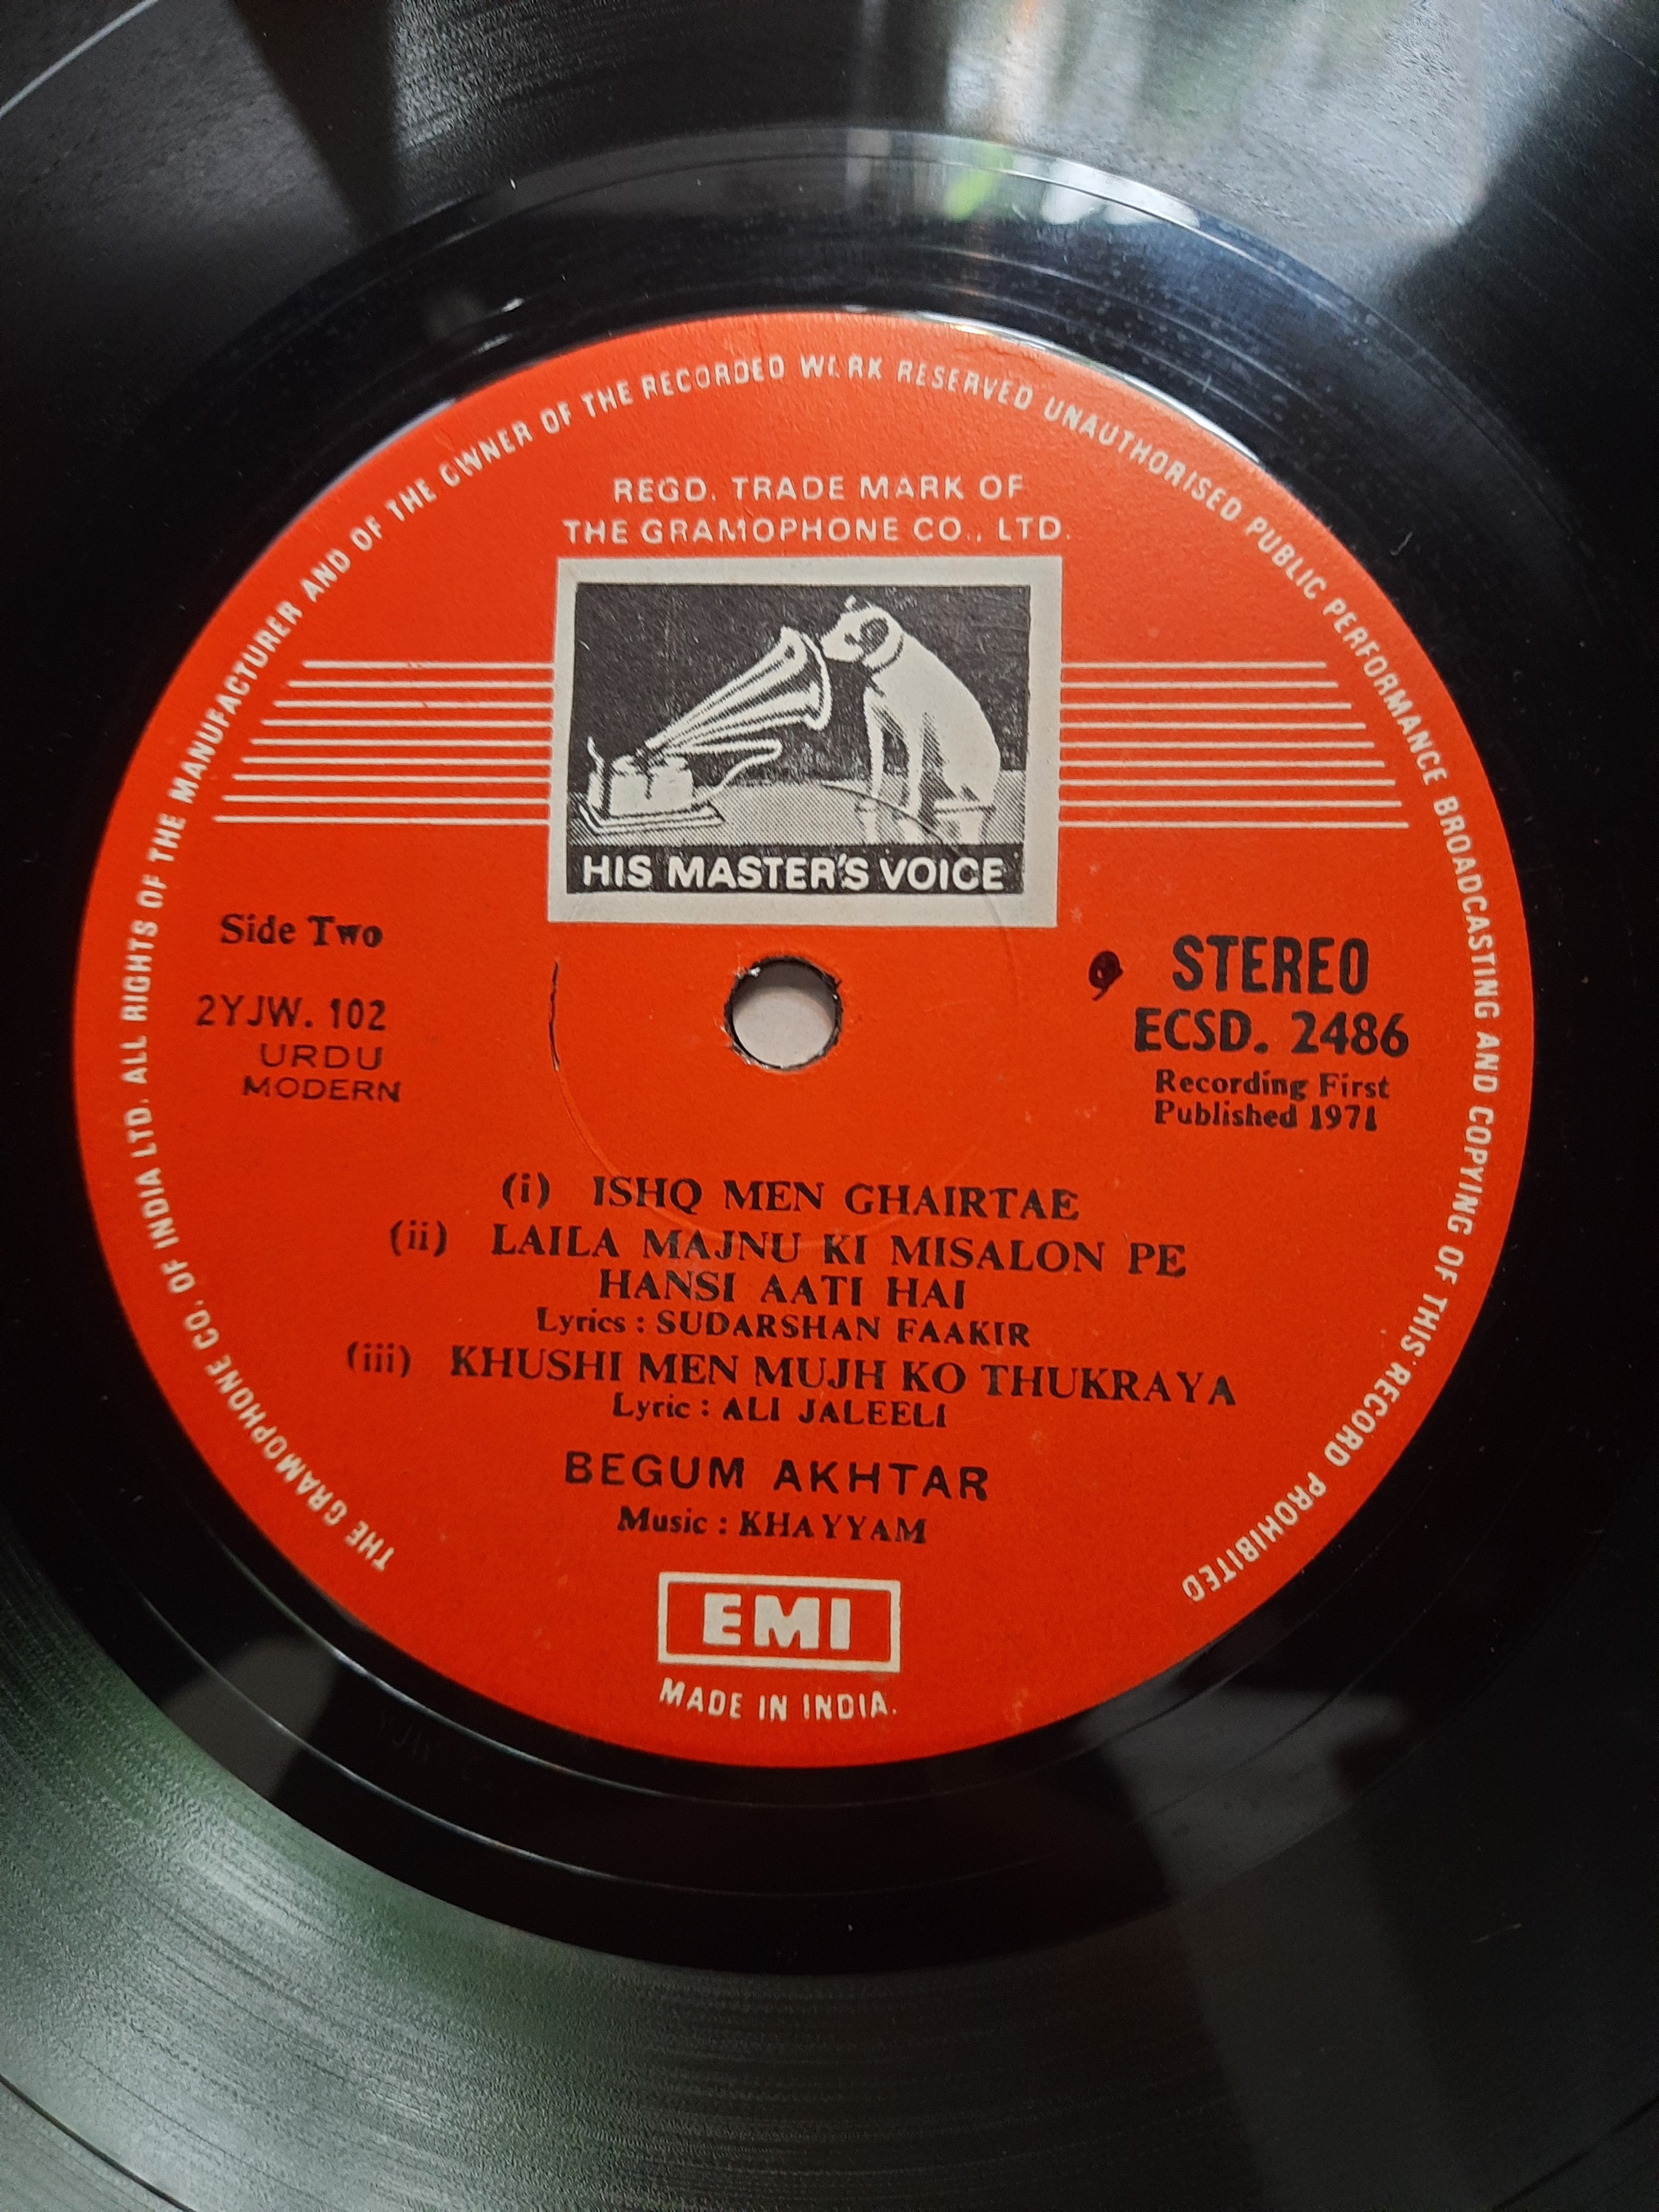 THE GRAMOPHONE CO. OF INDIA LTD. ALL RIGHTS OF THE MANUFACTURER AND OF THE OWNER OF THE RECORDED WORK RESERVED UNAUTHORISED PUBLIC PERFORMANCE BROADCASTING AND COPYING OF THIS RECORD PROHIBITED
REGD. TRADE MARK OF
THE GRAMOPHONE CO., LTD.
HIS MASTER'S VOICE
Side Two
2YJW. 102
URDU
MODERN
STEREO
ECSD. 2486
Recording First
Published 1971
(i) ISHQ MEN GHAIRTAE
(ii) LAILA MAJNU KI MISALON PE
HANSI AATI HAI
Lyrics : SUDARSHAN FAAKIR
(iii) KHUSHI MEN MUJH KO THUKRAYA
Lyric : ALI JALEELI
BEGUM AKHTAR
Music : KHAYYAM
EMI
MADE IN INDIA.